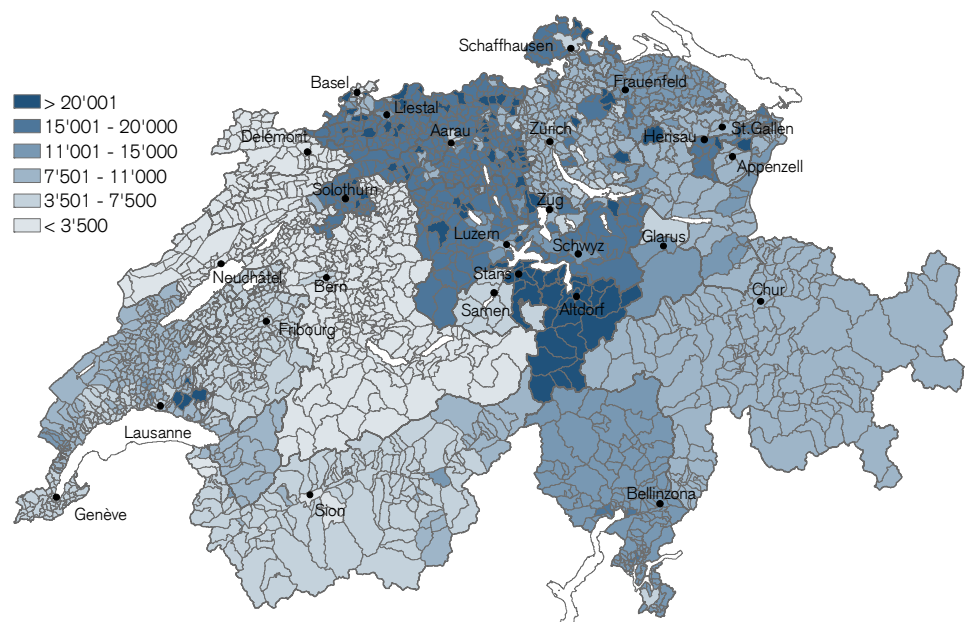 Schaffhausen
Basel
Frauenfeld
> 20'001
15'001 - 20'000
11'001 - 15'000
7'501 - 11'000
3'501 - 7'500
< 3'500
Liestal
Delémont
Aarau
Zürich
Herisau
St.Gallen
Appenzell
Solothurn
Zug
Luzern
Schwyz
Glarus
Neuchâtel
Bern
Stans
Sarnen
Altdorf
Chur
Fribourg
Lausanne
Genève
Sion
Bellinzona